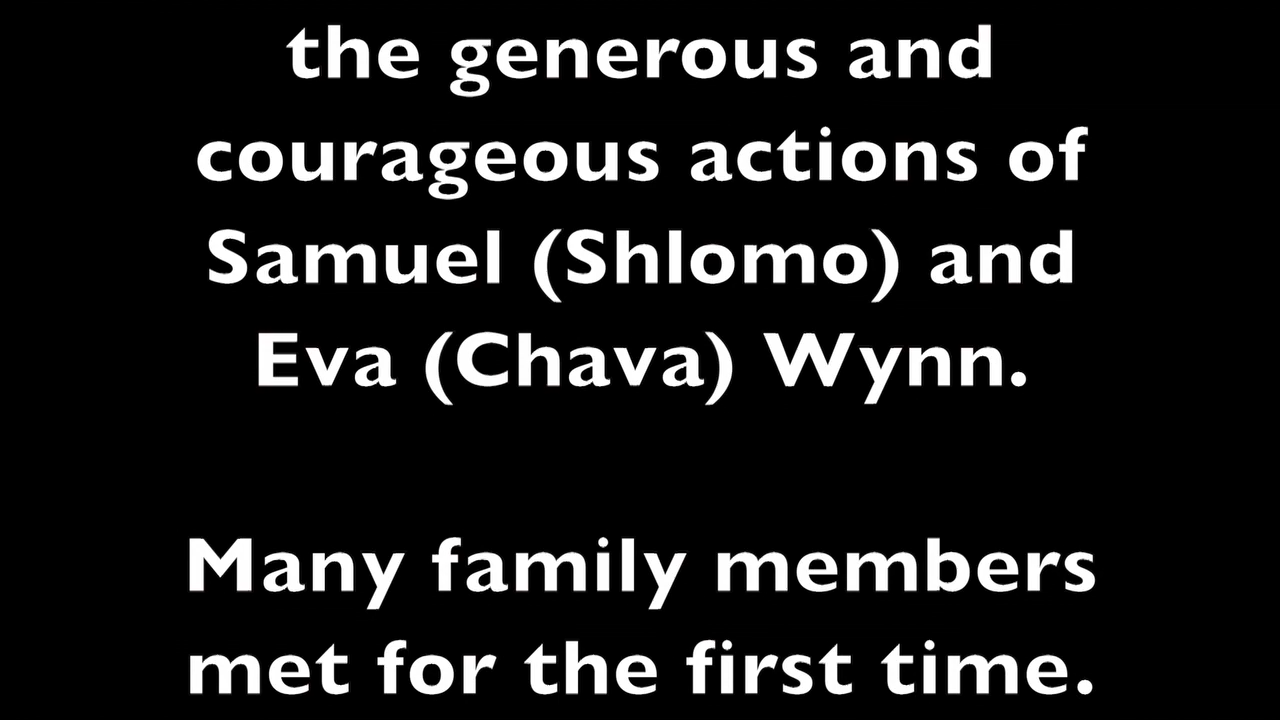 the generous and
courageous actions of
Samuel (Shlomo) and
Eva (Chava) Wynn.
Many family members
met for the first time.